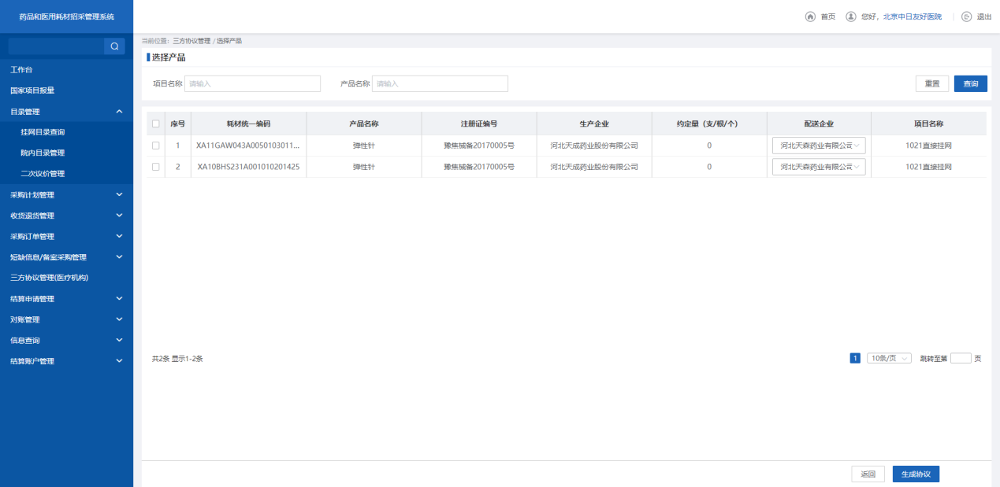 药品和医用耗材招采管理系统
首页 您好，北京中日友好医院 退出
当前位置：三方协议管理 / 选择产品
选择产品
项目名称 请输入 产品名称 请输入 重置 查询
工作台
国家项目报量
目录管理
挂网目录查询
院内目录管理
二次议价管理
采购计划管理
收货退货管理
采购订单管理
短缺信息/备案采购管理
三方协议管理(医疗机构)
结算申请管理
对账管理
信息查询
结算账户管理
序号 耗材统一编码 产品名称 注册证编号 生产企业 约定量（支/根/个） 配送企业 项目名称
1 XA11GAW043A0050103011... 弹性针 豫焦械备20170005号 河北天成药业股份有限公司 0 河北天森药业有限公司 1021直接挂网
2 XA10BHS231A001010201425 弹性针 豫焦械备20170005号 河北天成药业股份有限公司 0 河北天森药业有限公司 1021直接挂网
共2条 显示1-2条 1 10条/页 跳转至第 页
返回 生成协议